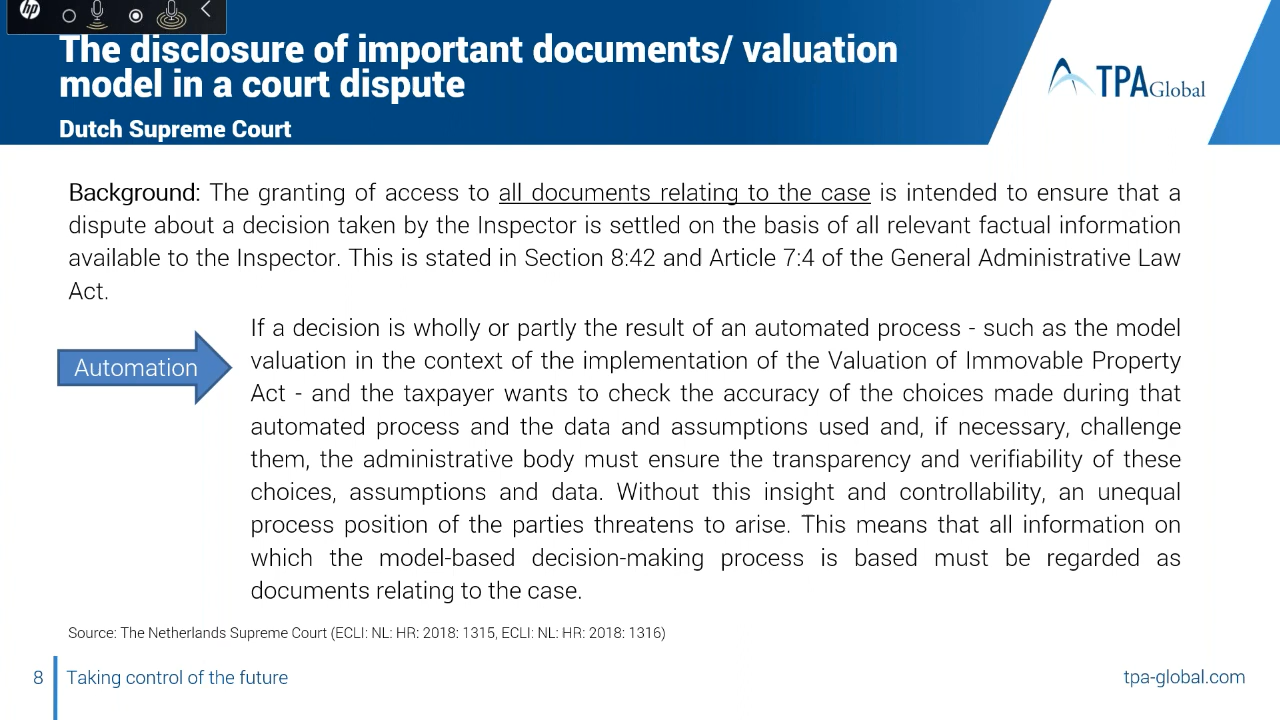 hp
The disclosure of important documents/ valuation
model in a court dispute
Dutch Supreme Court
TPA Global
Background: The granting of access to all documents relating to the case is intended to ensure that a
dispute about a decision taken by the Inspector is settled on the basis of all relevant factual information
available to the Inspector. This is stated in Section 8:42 and Article 7:4 of the General Administrative Law
Act.
Automation
If a decision is wholly or partly the result of an automated process - such as the model
valuation in the context of the implementation of the Valuation of Immovable Property
Act - and the taxpayer wants to check the accuracy of the choices made during that
automated process and the data and assumptions used and, if necessary, challenge
them, the administrative body must ensure the transparency and verifiability of these
choices, assumptions and data. Without this insight and controllability, an unequal
process position of the parties threatens to arise. This means that all information on
which the model-based decision-making process is based must be regarded as
documents relating to the case.
Source: The Netherlands Supreme Court (ECLI: NL: HR: 2018: 1315, ECLI: NL: HR: 2018: 1316)
8 Taking control of the future
tpa-global.com